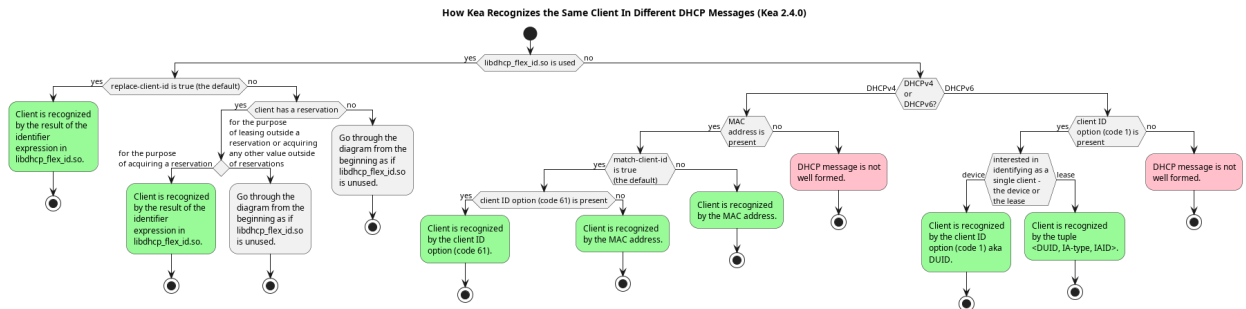 How Kea Recognizes the Same Client In Different DHCP Messages (Kea 2.4.0)
yes
libdhcp_flex_id.so is used
no
yes
replace-client-id is true (the default)
no
Client is recognized
by the result of the
identifier
expression in
libdhcp_flex_id.so.
yes
client has a reservation
no
for the purpose
of leasing outside a
reservation or acquiring
any other value outside
of reservations
for the purpose
of acquiring a reservation
Client is recognized
by the result of the
identifier
expression in
libdhcp_flex_id.so.
Go through the
diagram from the
beginning as if
libdhcp_flex_id.so
is unused.
Go through the
diagram from the
beginning as if
libdhcp_flex_id.so
is unused.
DHCPv4
DHCPv4
or
DHCPv6?
DHCPv6
yes
MAC
address is
present
no
yes
match-client-id
is true
(the default)
no
yes
client ID option (code 61) is present
no
Client is recognized
by the client ID
option (code 61).
Client is recognized
by the MAC address.
Client is recognized
by the MAC address.
DHCP message is not
well formed.
yes
client ID
option (code 1) is
present
no
device
interested in
identifying as a
single client -
the device or
the lease
lease
Client is recognized
by the client ID
option (code 1) aka
DUID.
Client is recognized
by the tuple
<DUID, IA-type, IAID>.
DHCP message is not
well formed.